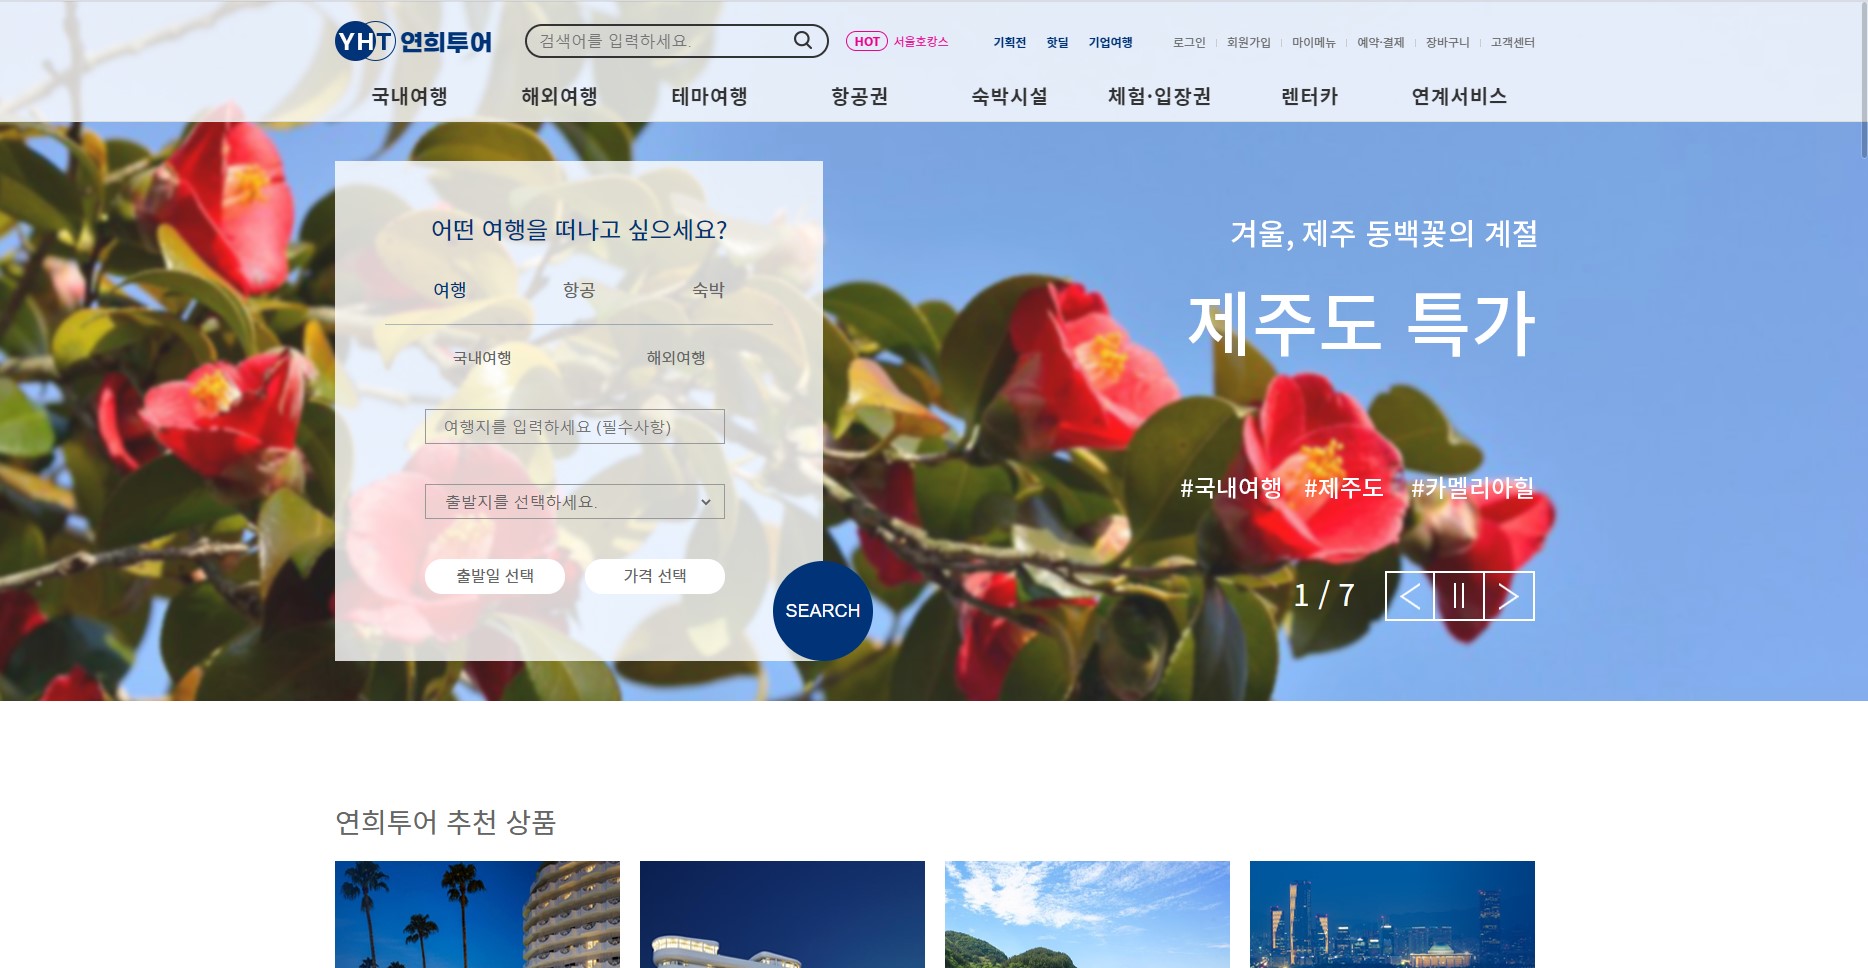 YHT 연희투어
검색어를 입력하세요.
HOT 서울호캉스
기획전 핫딜 기업여행
로그인 회원가입 마이메뉴 예약·결제 장바구니 고객센터
국내여행 해외여행 테마여행 항공권 숙박시설 체험·입장권 렌터카 연계서비스
어떤 여행을 떠나고 싶으세요?
여행 항공 숙박
국내여행 해외여행
여행지를 입력하세요 (필수사항)
출발지를 선택하세요.
출발일 선택 가격 선택
SEARCH
겨울, 제주 동백꽃의 계절
제주도 특가
#국내여행 #제주도 #카멜리아힐
1 / 7
연희투어 추천 상품